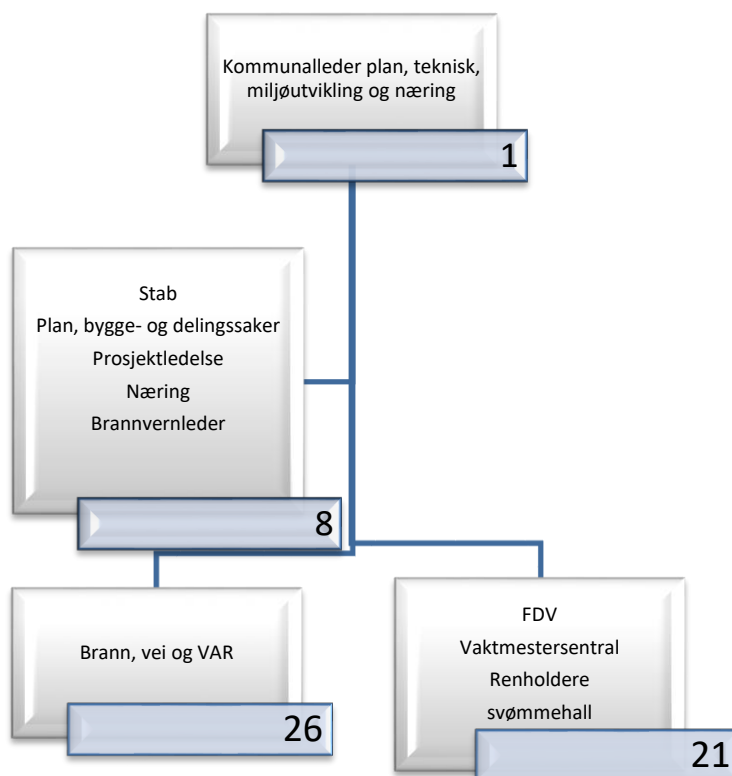 Kommunalleder plan, teknisk,
miljøutvikling og næring
1
Stab
Plan, bygge- og delingssaker
Prosjektledelse
Næring
Brannvernleder
8
Brann, vei og VAR
26
FDV
Vaktmestersentral
Renholdere
svømmehall
21